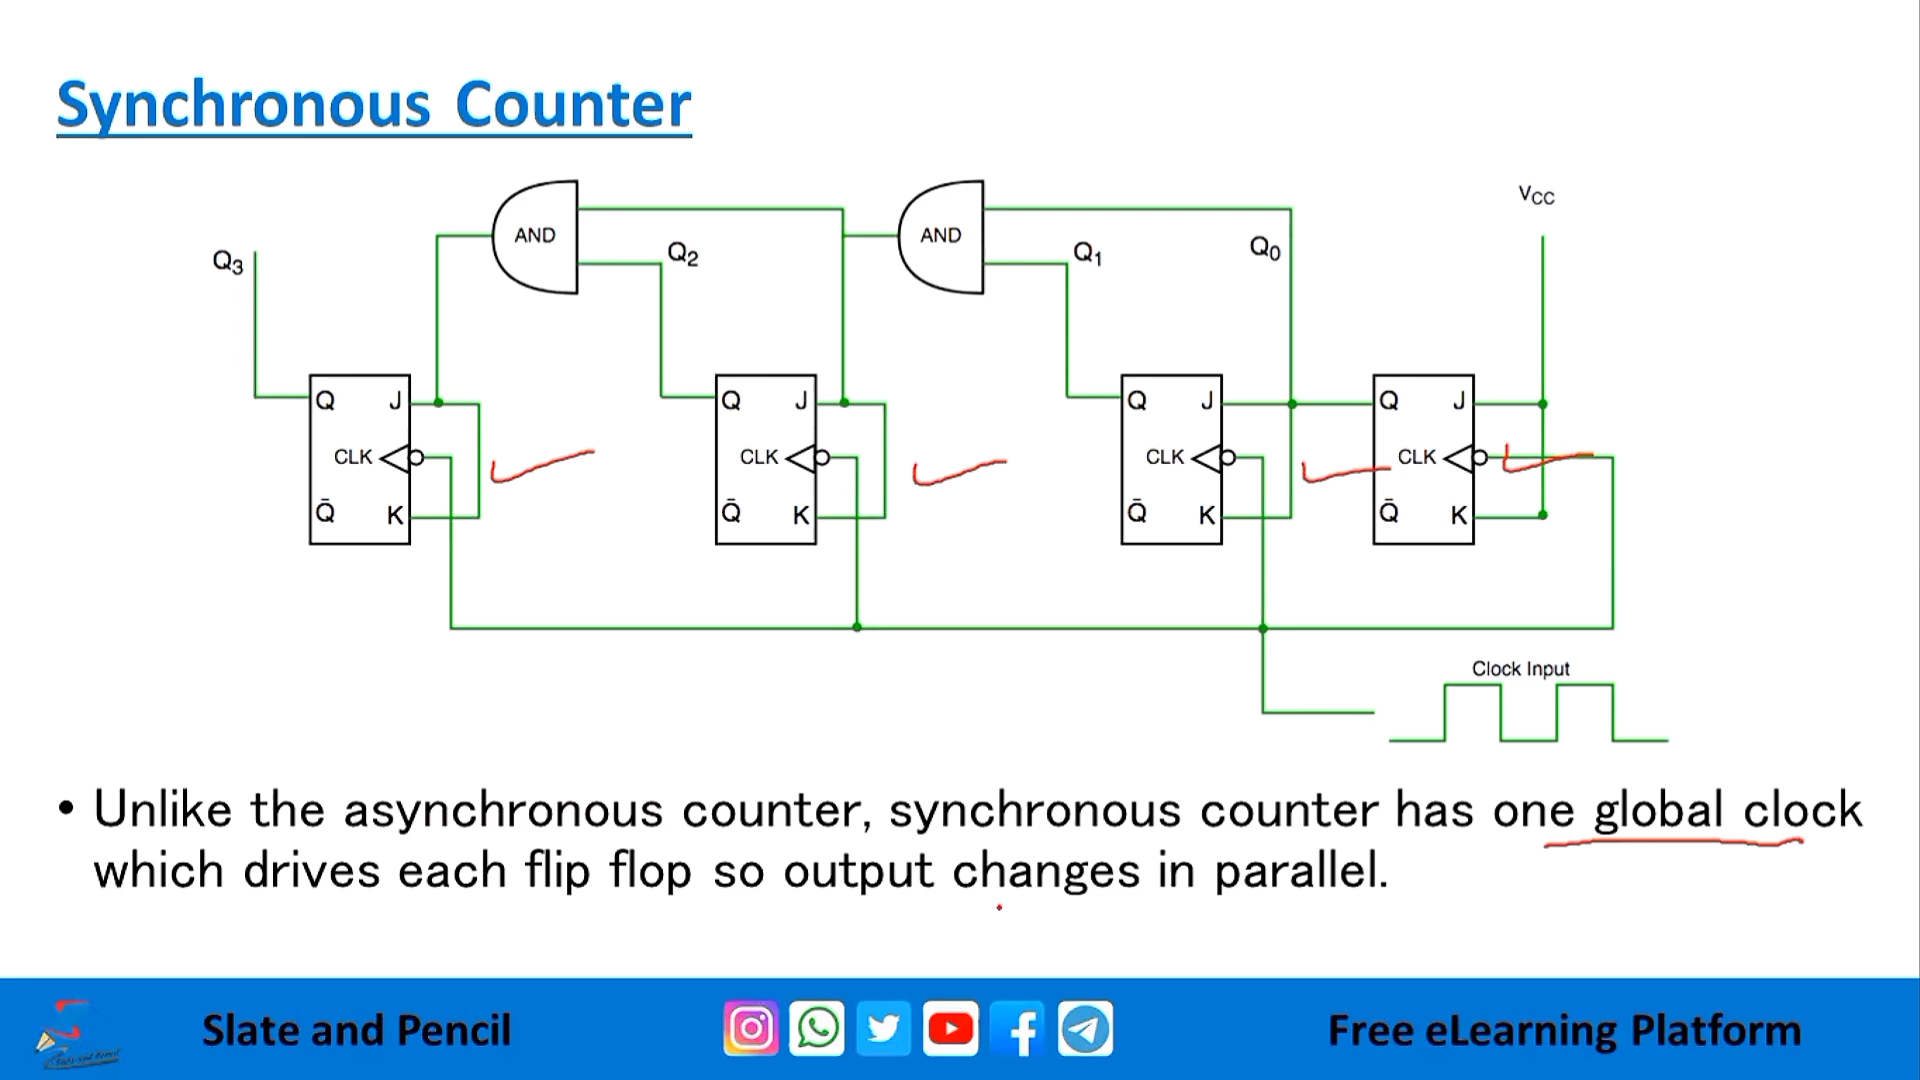 Synchronous Counter
VCC
AND
AND
Q3
Q2
Q1
Q0
Q J
Q J
Q J
Q J
CLK
CLK
CLK
CLK
Q̄ K
Q̄ K
Q̄ K
Q̄ K
Clock Input
• Unlike the asynchronous counter, synchronous counter has one global clock
which drives each flip flop so output changes in parallel.
Slate and Pencil
Free eLearning Platform